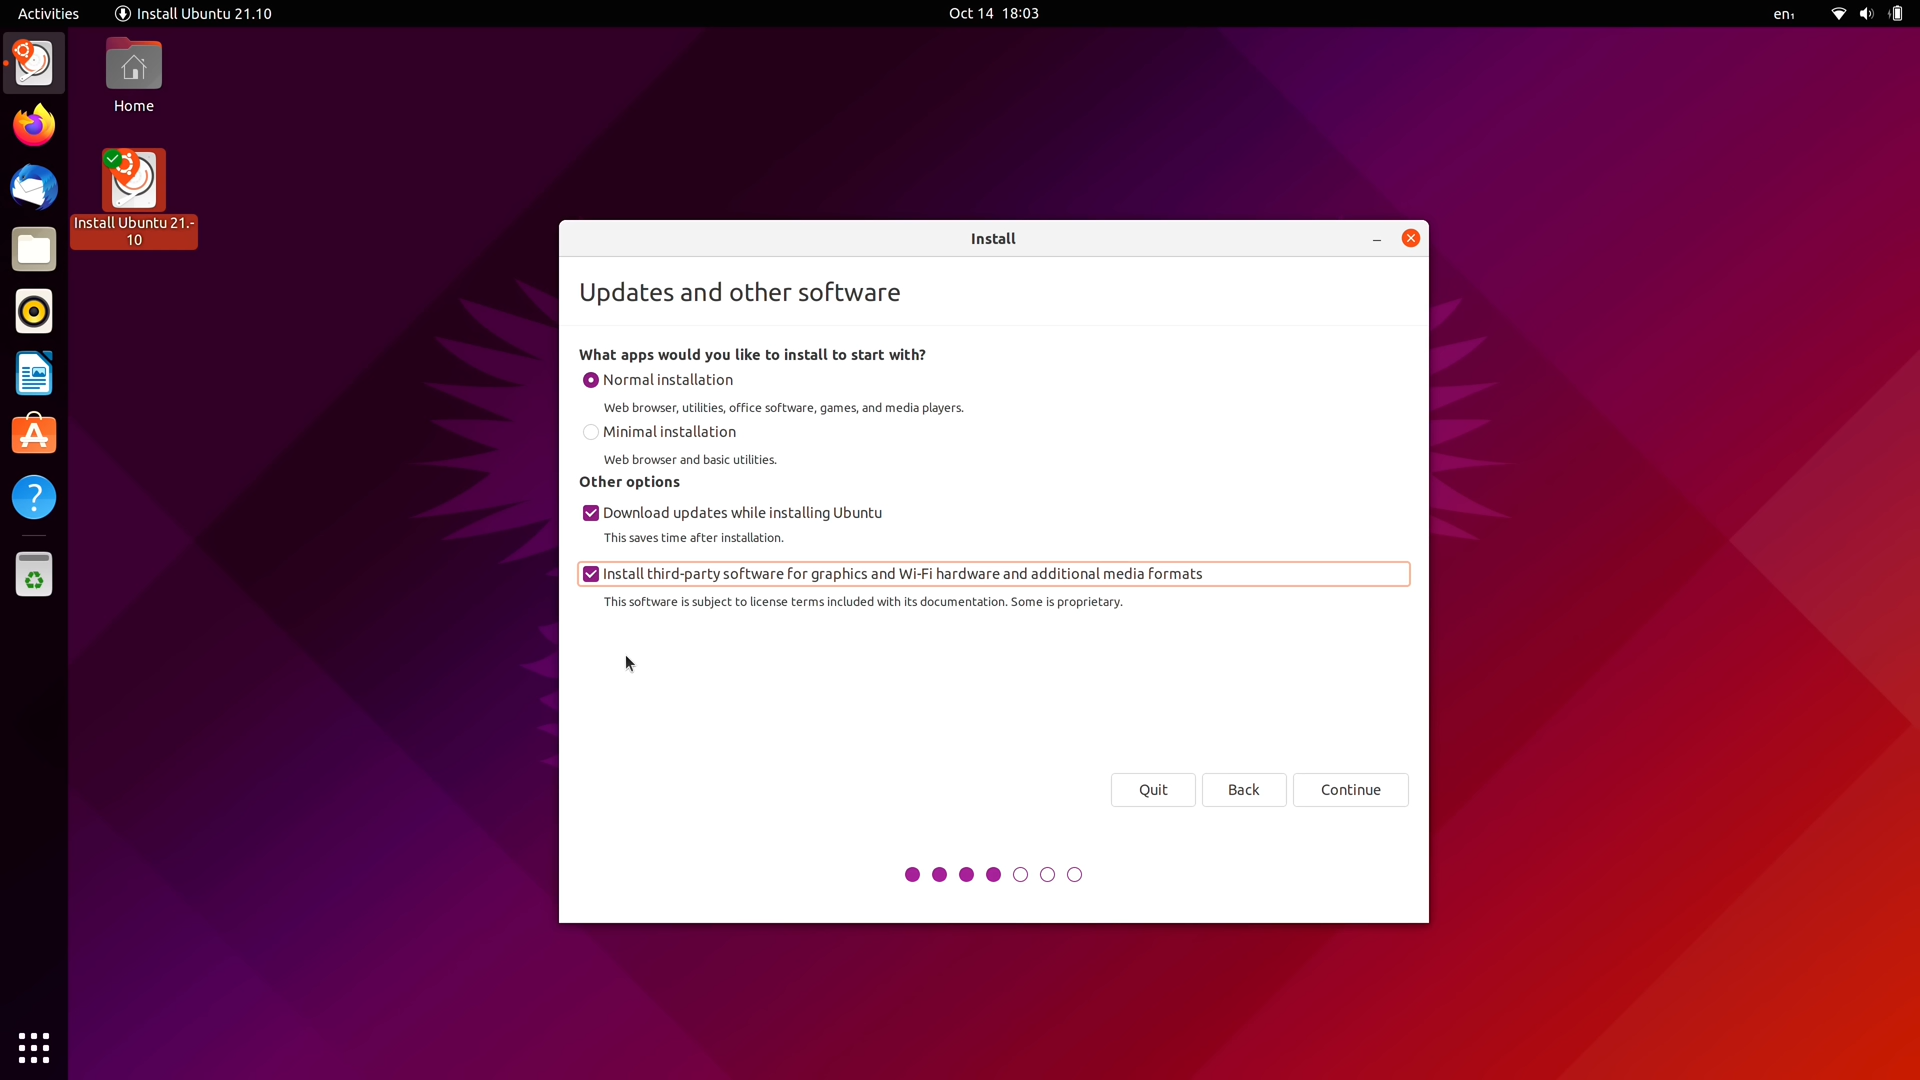 Activities
Install Ubuntu 21.10
Oct 14 18:03
en₁
Home
Install Ubuntu 21.-
10
Install
Updates and other software
What apps would you like to install to start with?
Normal installation
Web browser, utilities, office software, games, and media players.
Minimal installation
Web browser and basic utilities.
Other options
Download updates while installing Ubuntu
This saves time after installation.
Install third-party software for graphics and Wi-Fi hardware and additional media formats
This software is subject to license terms included with its documentation. Some is proprietary.
Quit
Back
Continue